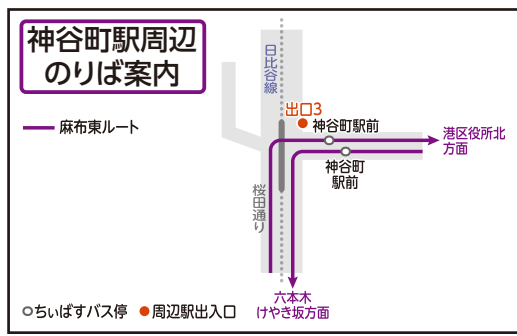 神谷町駅周辺
のりば案内
麻布東ルート
日比谷線
出口3
神谷町駅前
港区役所北
方面
神谷町
駅前
桜田通り
六本木
けやき坂方面
ちぃばすバス停
周辺駅出入口